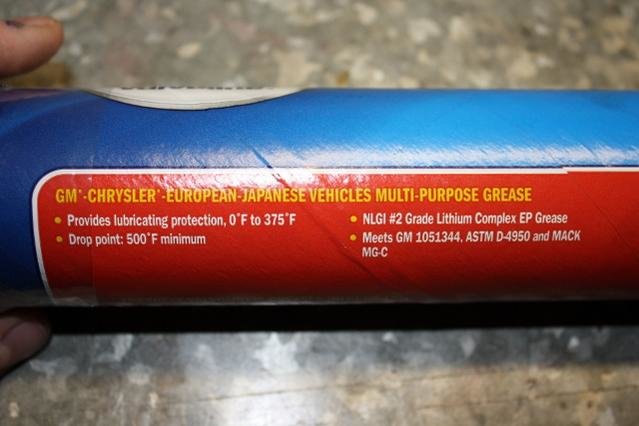 GM*-CHRYSLER*-EUROPEAN-JAPANESE VEHICLES MULTI-PURPOSE GREASE
• Provides lubricating protection, 0°F to 375°F
• Drop point: 500°F minimum
• NLGI #2 Grade Lithium Complex EP Grease
• Meets GM 1051344, ASTM D-4950 and MACK
MG-C